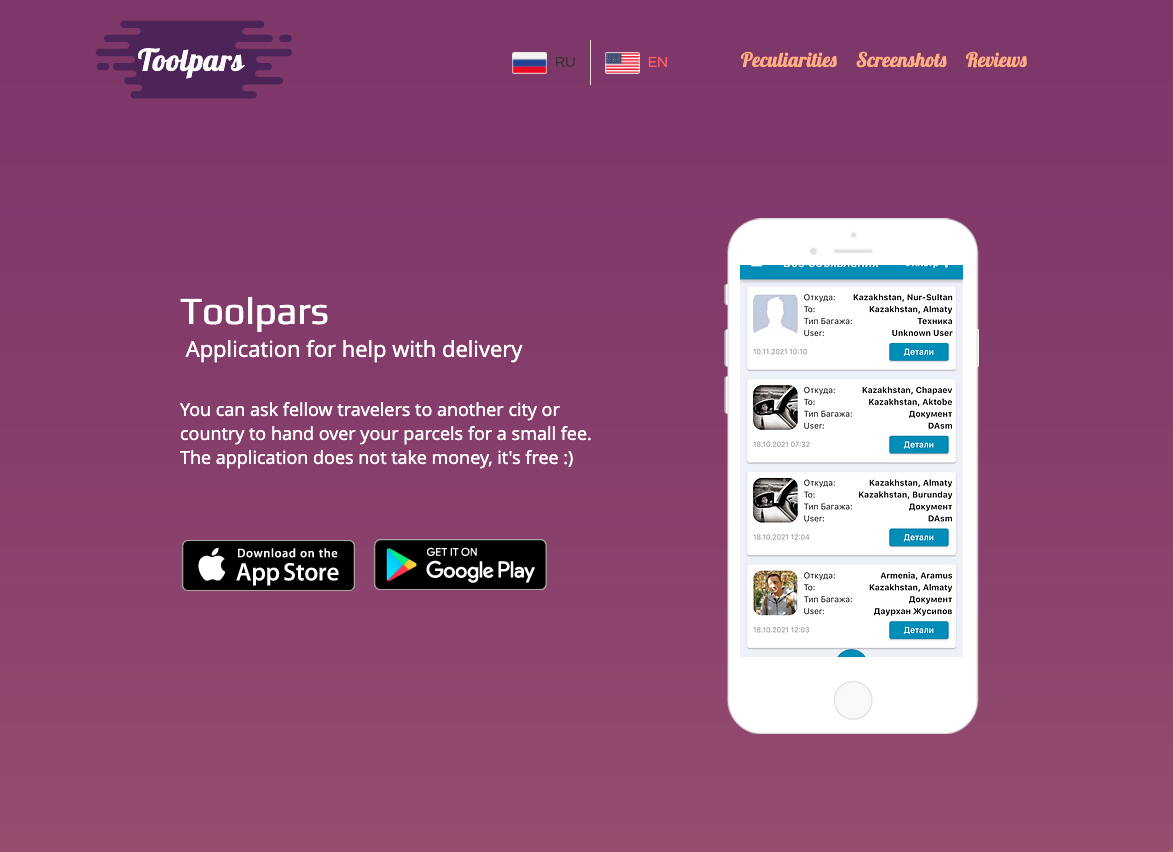 Toolpars
RU
EN
Peculiarities
Screenshots
Reviews
Toolpars
Application for help with delivery
You can ask fellow travelers to another city or
country to hand over your parcels for a small fee.
The application does not take money, it's free :)
Download on the
App Store
GET IT ON
Google Play
Откуда: Kazakhstan, Nur-Sultan
To: Kazakhstan, Almaty
Тип Багажа: Техника
User: Unknown User
10.11.2021 10:10
Детали
Откуда: Kazakhstan, Chapaev
To: Kazakhstan, Aktobe
Тип Багажа: Документ
User: DAsm
18.10.2021 07:32
Детали
Откуда: Kazakhstan, Almaty
To: Kazakhstan, Burunday
Тип Багажа: Документ
User: DAsm
18.10.2021 12:04
Детали
Откуда: Armenia, Aramus
To: Kazakhstan, Almaty
Тип Багажа: Документ
User: Даурхан Жусипов
18.10.2021 12:03
Детали